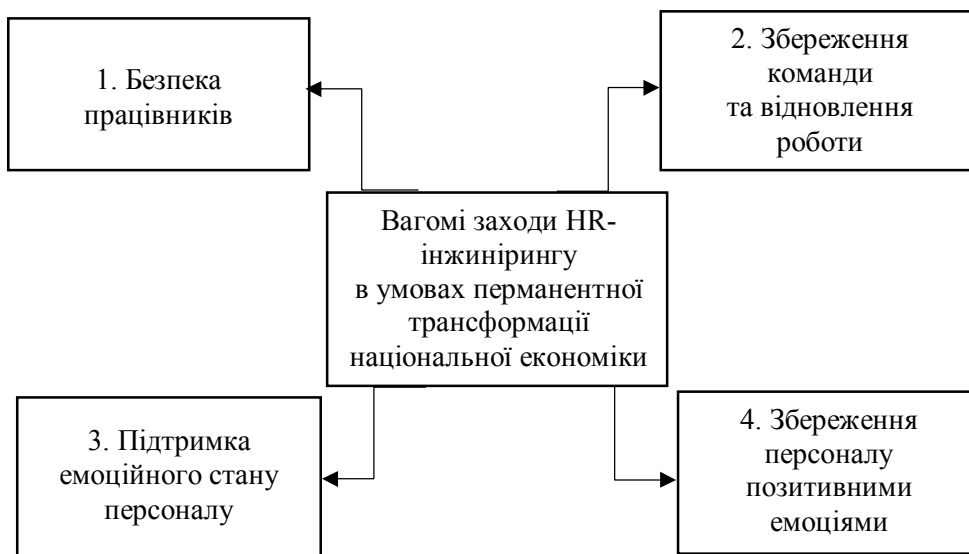 1. Безпека
працівників
2. Збереження
команди
та відновлення
роботи
Вагомі заходи HR-
інжинірингу
в умовах перманентної
трансформації
національної економіки
3. Підтримка
емоційного стану
персоналу
4. Збереження
персоналу
позитивними
емоціями